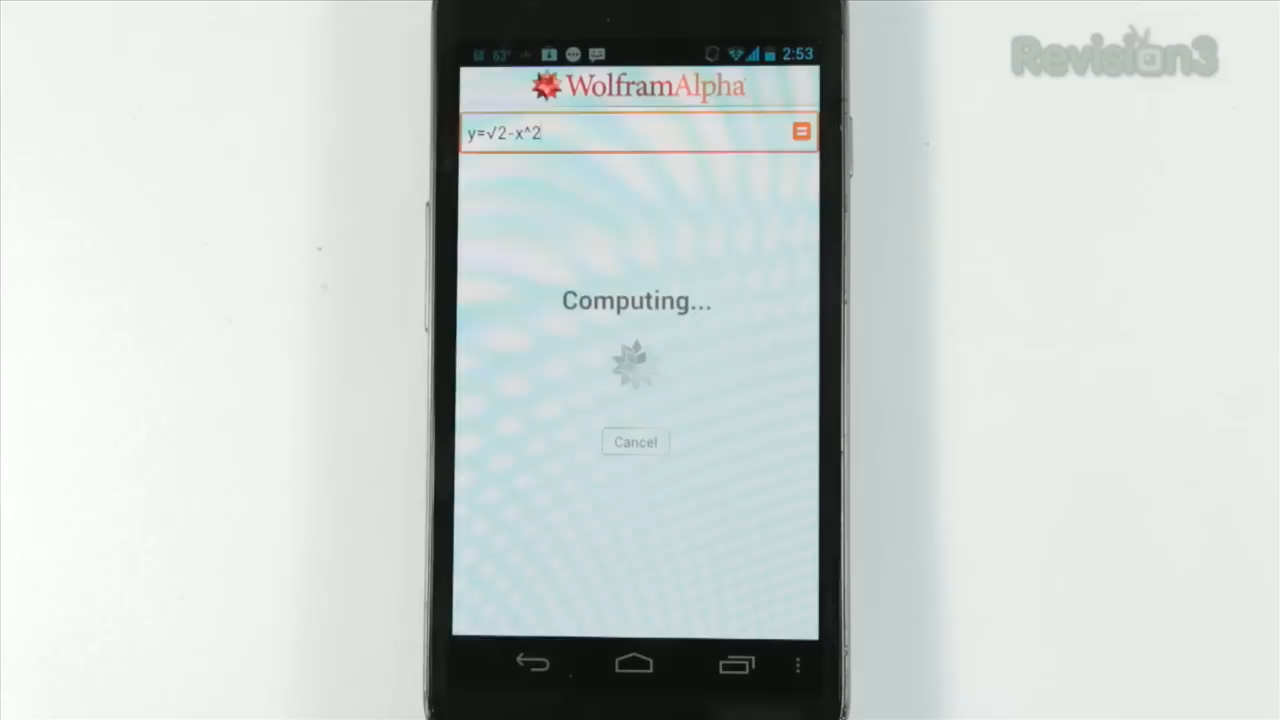 Revision3
63° 2:53
WolframAlpha
y=√2-x^2
Computing...
Cancel